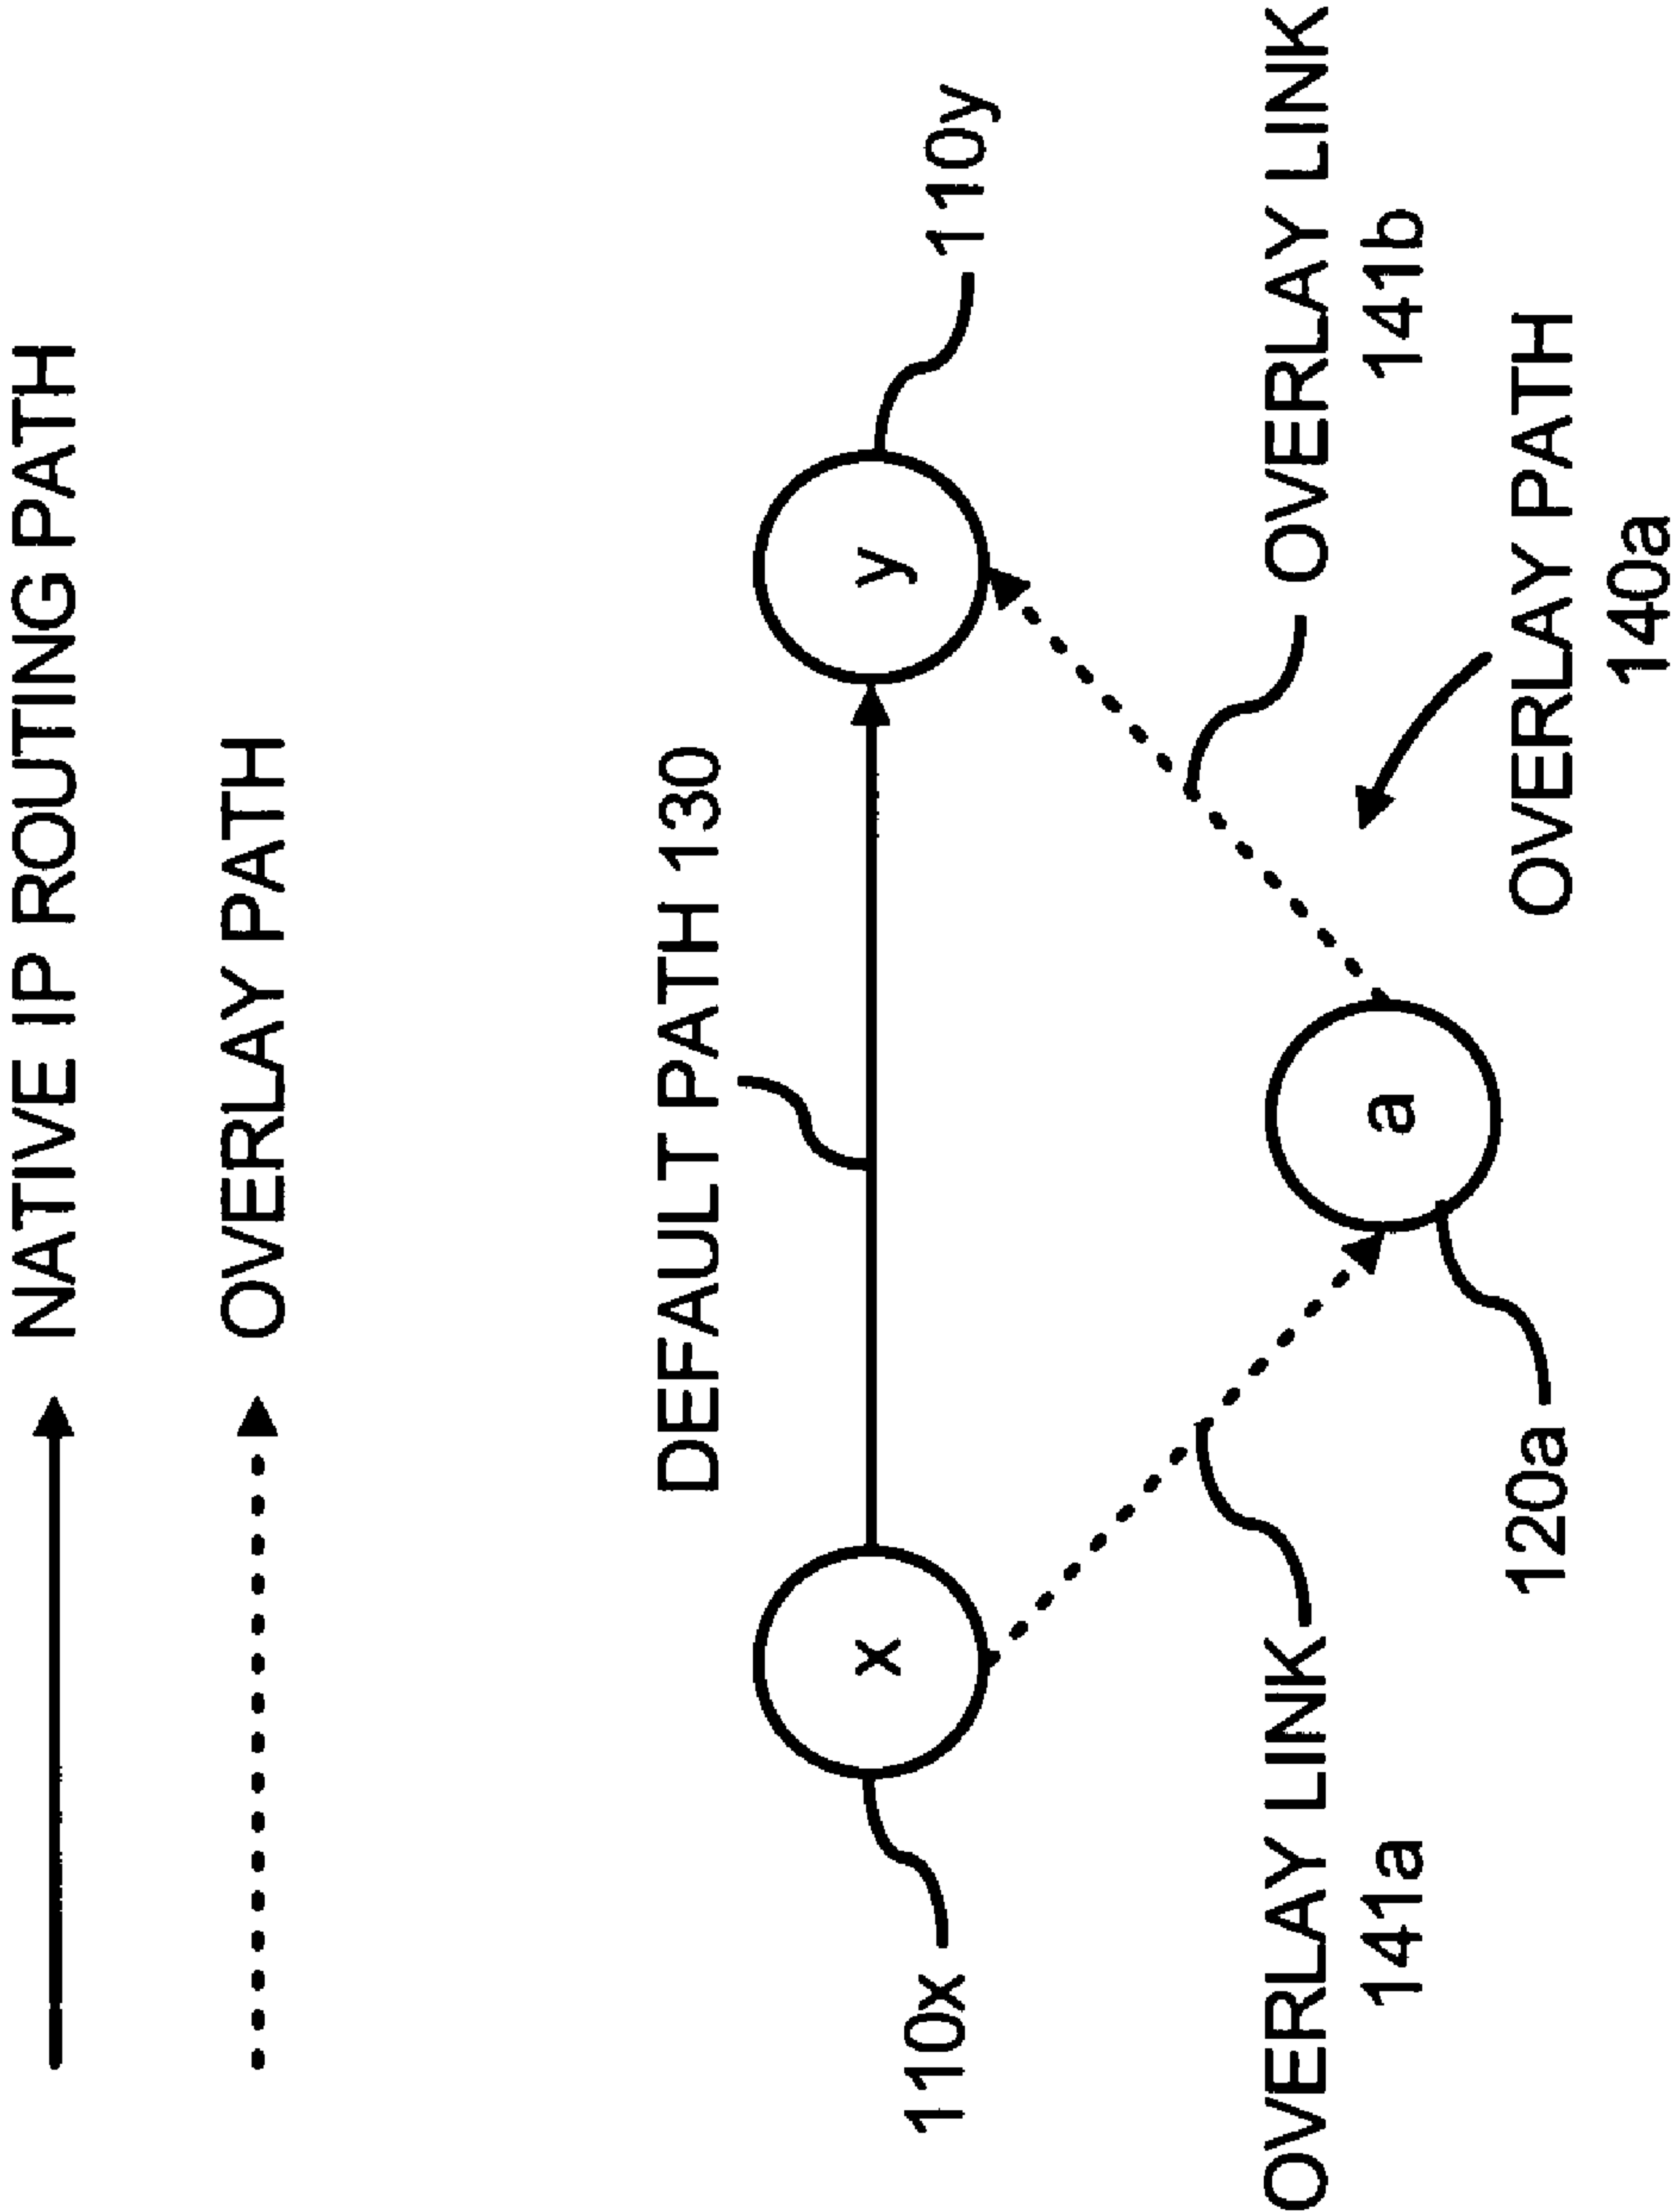 NATIVE IP ROUTING PATH
OVERLAY PATH
DEFAULT PATH 130
x
y
110x
110y
OVERLAY LINK
141a
a
120a
OVERLAY LINK
141b
OVERLAY PATH
140a